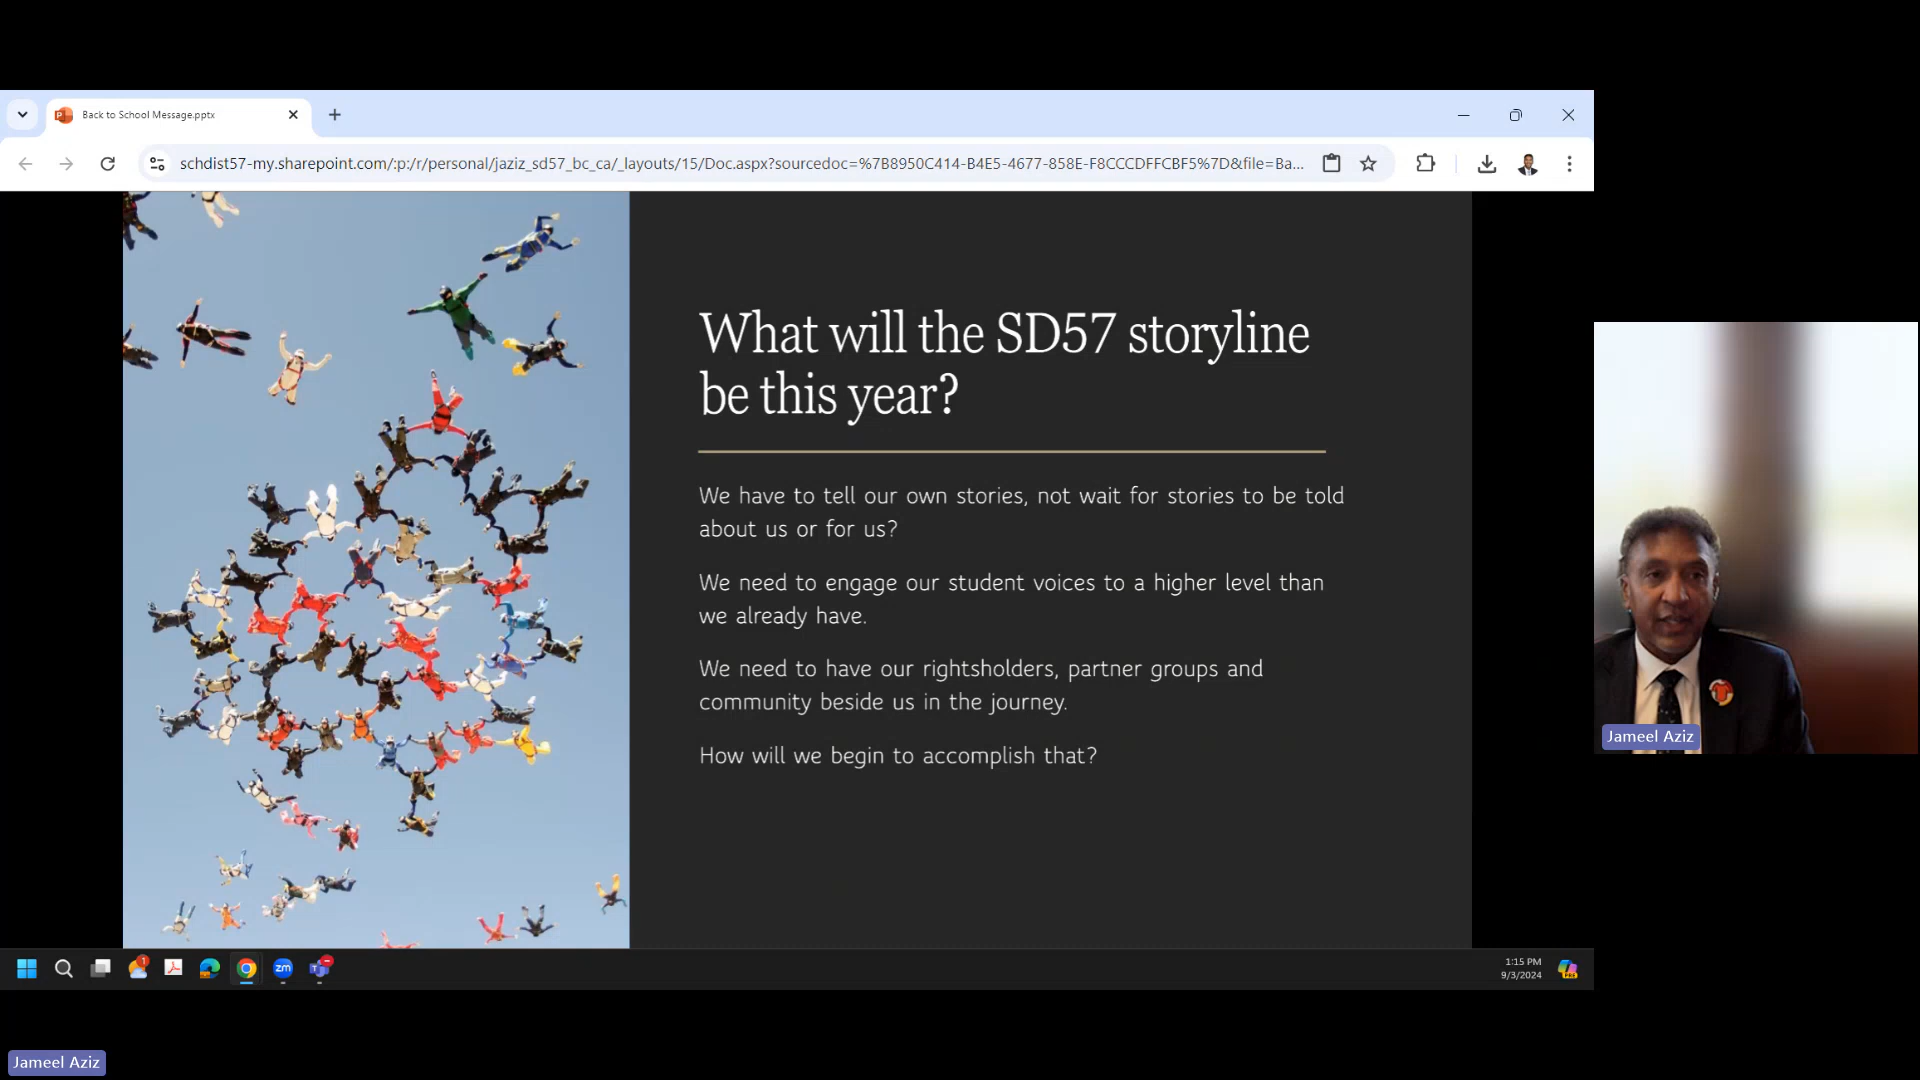 Back to School Message.pptx
schdist57-my.sharepoint.com/:p:/r/personal/jaziz_sd57_bc_ca/_layouts/15/Doc.aspx?sourcedoc=%7B8950C414-B4E5-4677-858E-F8CCCDFFCBF5%7D&file=Ba...
What will the SD57 storyline
be this year?
We have to tell our own stories, not wait for stories to be told
about us or for us?
We need to engage our student voices to a higher level than
we already have.
We need to have our rightsholders, partner groups and
community beside us in the journey.
How will we begin to accomplish that?
Jameel Aziz
1
zm
1:15 PM
9/3/2024
PRE
Jameel Aziz